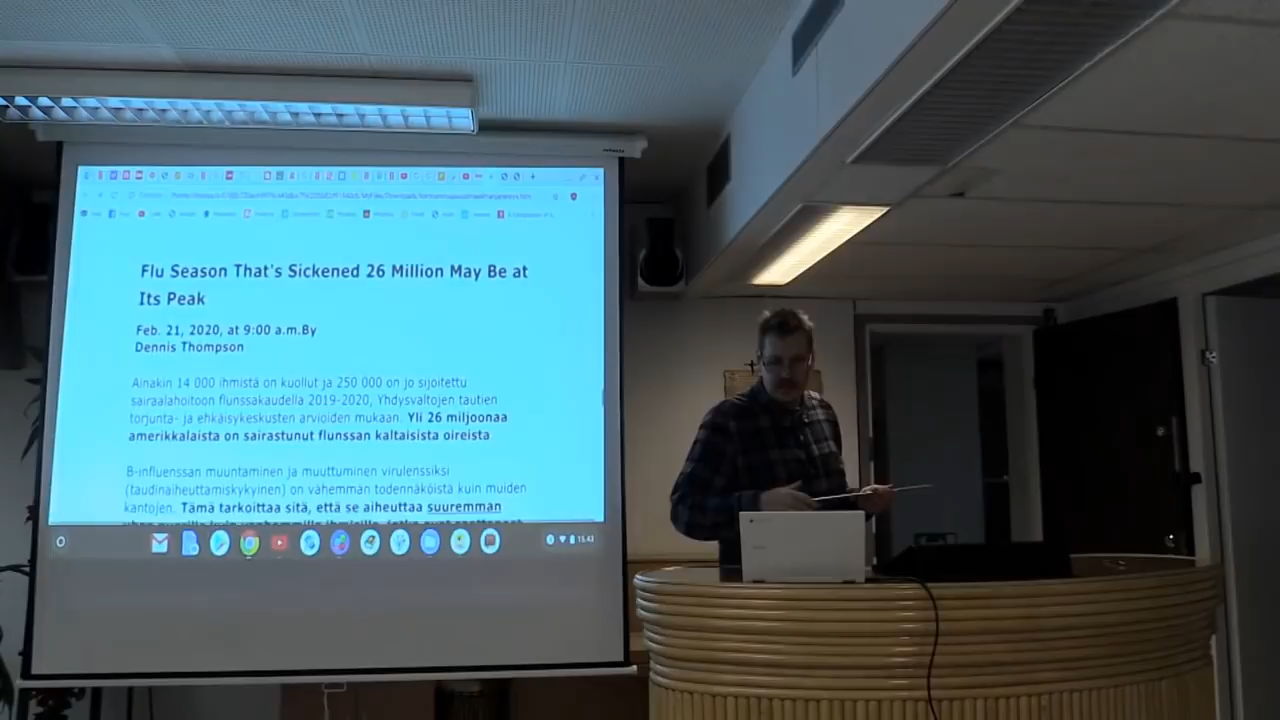 Flu Season That's Sickened 26 Million May Be at
Its Peak
Feb. 21, 2020, at 9:00 a.m.By
Dennis Thompson
Ainakin 14 000 ihmistä on kuollut ja 250 000 on jo sijoitettu
sairaalahoitoon flunssakaudella 2019-2020, Yhdysvaltojen tautien
torjunta- ja ehkäisykeskusten arvioiden mukaan. Yli 26 miljoonaa
amerikkalaista on sairastunut flunssan kaltaisista oireista
B-influenssan muuntaminen ja muuttuminen virulenssiksi
(taudinaiheuttamiskykyinen) on vähemmän todennäköistä kuin muiden
kantojen. Tämä tarkoittaa sitä, että se aiheuttaa suuremman
15.43